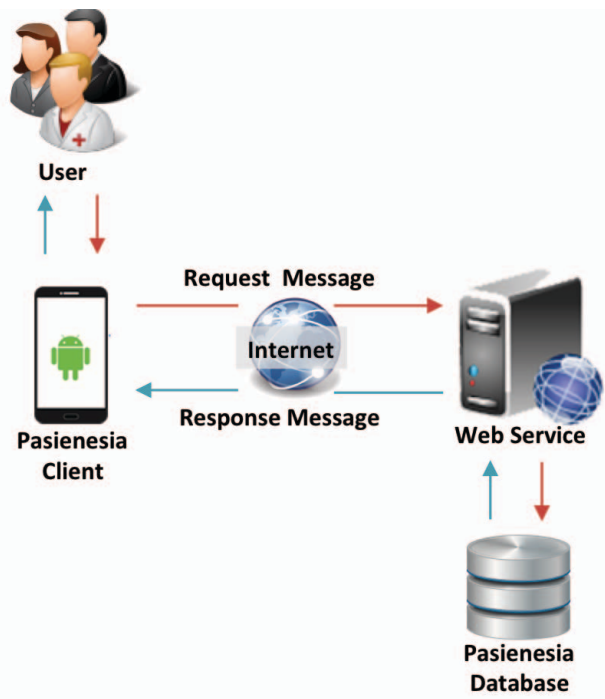 User
Request Message
Internet
Response Message
Pasienesia
Client
Web Service
Pasienesia
Database